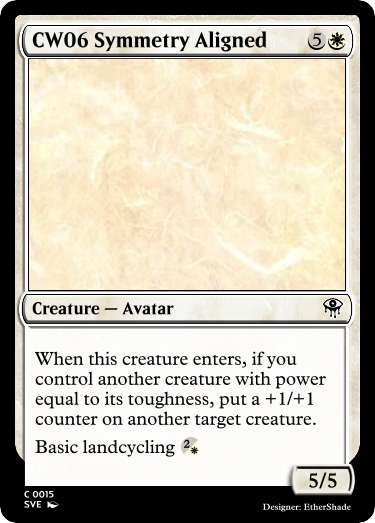 CW06 Symmetry Aligned 5
Creature — Avatar
When this creature enters, if you
control another creature with power
equal to its toughness, put a +1/+1
counter on another target creature.
Basic landcycling 2
5/5
C 0015
SVE
Designer: EtherShade